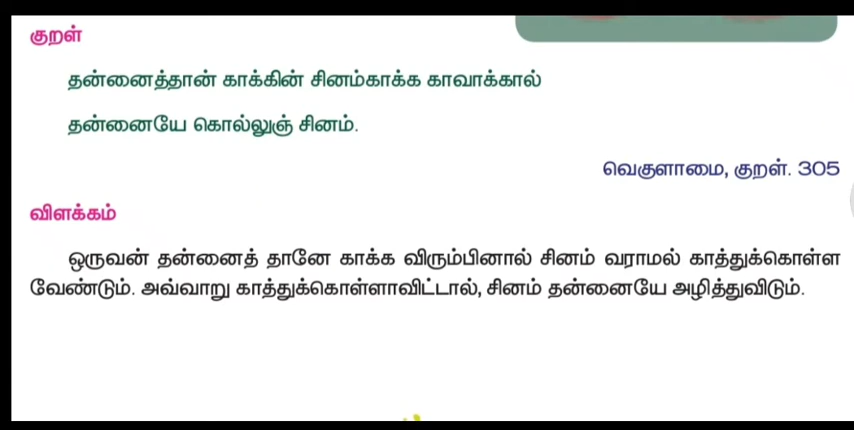 குறள்
தன்னைத்தான் காக்கின் சினம்காக்க காவாக்கால்
தன்னையே கொல்லுஞ் சினம்.
வெகுளாமை, குறள். 305
விளக்கம்
ஒருவன் தன்னைத் தானே காக்க விரும்பினால் சினம் வராமல் காத்துக்கொள்ள
வேண்டும். அவ்வாறு காத்துக்கொள்ளாவிட்டால், சினம் தன்னையே அழித்துவிடும்.